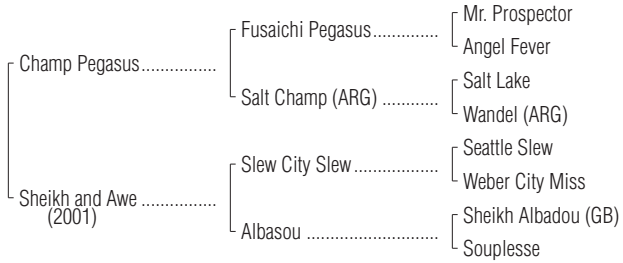 Mr. Prospector
Fusaichi Pegasus..............
Angel Fever
Champ Pegasus................
Salt Lake
Salt Champ (ARG) ............
Wandel (ARG)
Seattle Slew
Slew City Slew..................
Weber City Miss
Sheikh and Awe ................
(2001)
Sheikh Albadou (GB)
Albasou ............................
Souplesse